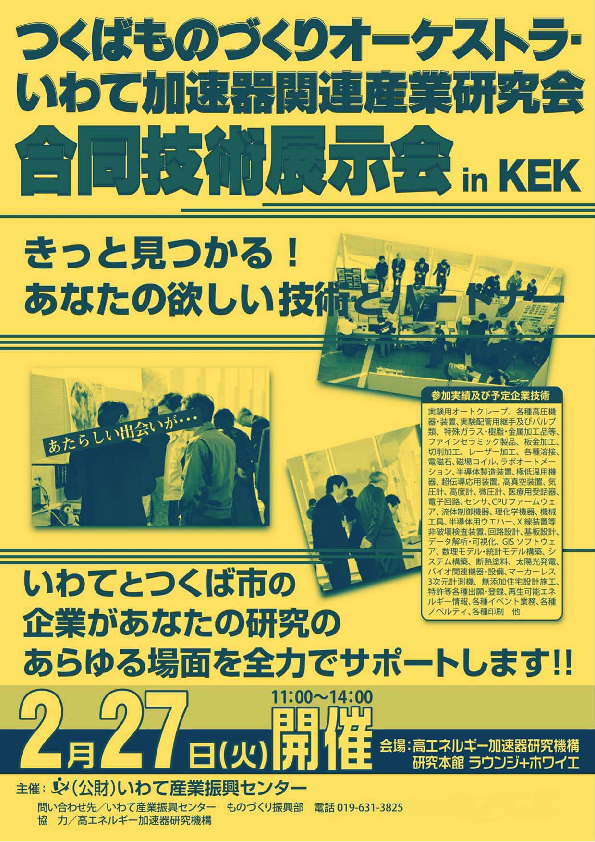 つくばものづくりオーケストラ・
いわて加速器関連産業研究会
合同技術展示会 in KEK
きっと見つかる！
あなたの欲しい技術とパートナー
あたらしい出会いが･･･
参加実績及び予定企業技術
実験用オートクレーブ、各種高圧機
器・装置、実験配管用継手及びバルブ
類、特殊ガラス・樹脂・金属加工品等、
ファインセラミック製品、板金加工、
切削加工、レーザー加工、各種溶接、
電磁石、磁場コイル、ラボオートメー
ション、半導体製造装置、極低温用機
器、超伝導応用装置、高真空装置、気
圧計、高度計、微圧計、医療用受話器、
電子回路、センサ、CPUファームウェ
ア、流体制御機器、理化学機器、機械
工具、半導体用ウエハー、X線装置等
非破壊検査装置、回路設計、基板設計、
データ解析・可視化、GISソフトウェ
ア、数理モデル・統計モデル構築、シ
ステム構築、断熱塗料、太陽光発電、
バイオ関連機器・設備、マーカーレス
3次元計測機、無添加住宅設計施工、
特許等各種出願・登録、再生可能エネ
ルギー情報、各種イベント業務、各種
ノベルティ、各種印刷　他
いわてとつくば市の
企業があなたの研究の
あらゆる場面を全力でサポートします!!
2月27日(火)
11:00～14:00
開催
会場：高エネルギー加速器研究機構
研究本館 ラウンジ+ホワイエ
主催：(公財)いわて産業振興センター
問い合わせ先／いわて産業振興センター　ものづくり振興部　電話 019-631-3825
協　力／高エネルギー加速器研究機構